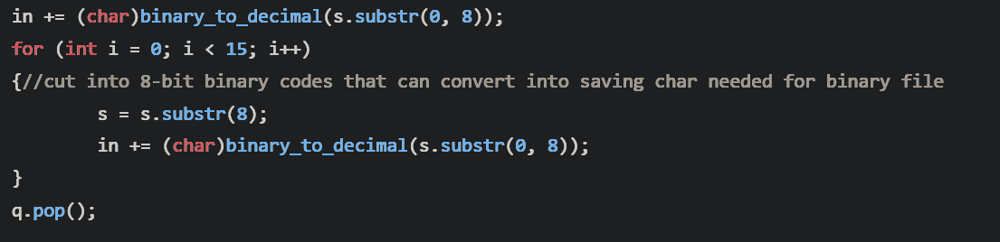 in += (char)binary_to_decimal(s.substr(0, 8));
for (int i = 0; i < 15; i++)
{//cut into 8-bit binary codes that can convert into saving char needed for binary file
        s = s.substr(8);
        in += (char)binary_to_decimal(s.substr(0, 8));
}
q.pop();